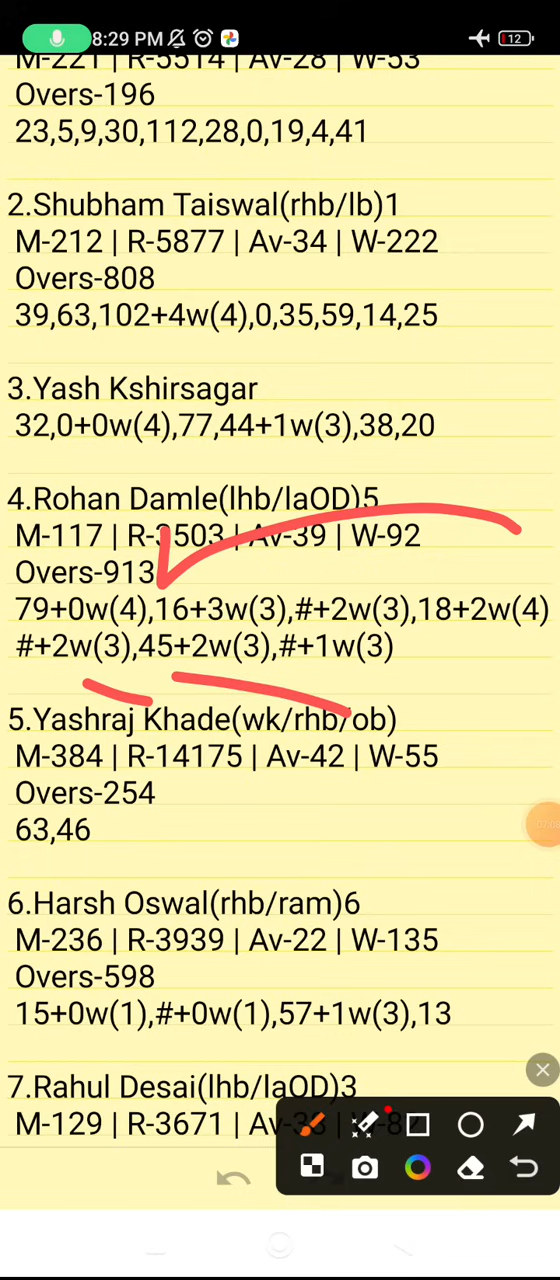 8:29 PM
12
M-221 | R-5514 | Av-28 | W-53
Overs-196
23,5,9,30,112,28,0,19,4,41
2.Shubham Taiswal(rhb/lb)1
M-212 | R-5877 | Av-34 | W-222
Overs-808
39,63,102+4w(4),0,35,59,14,25
3.Yash Kshirsagar
32,0+0w(4),77,44+1w(3),38,20
4.Rohan Damle(lhb/laOD)5
M-117 | R-3503 | Av-39 | W-92
Overs-913
79+0w(4),16+3w(3),#+2w(3),18+2w(4)
#+2w(3),45+2w(3),#+1w(3)
5.Yashraj Khade(wk/rhb/ob)
M-384 | R-14175 | Av-42 | W-55
Overs-254
63,46
6.Harsh Oswal(rhb/ram)6
M-236 | R-3939 | Av-22 | W-135
Overs-598
15+0w(1),#+0w(1),57+1w(3),13
7.Rahul Desai(lhb/laOD)3
M-129 | R-3671 |